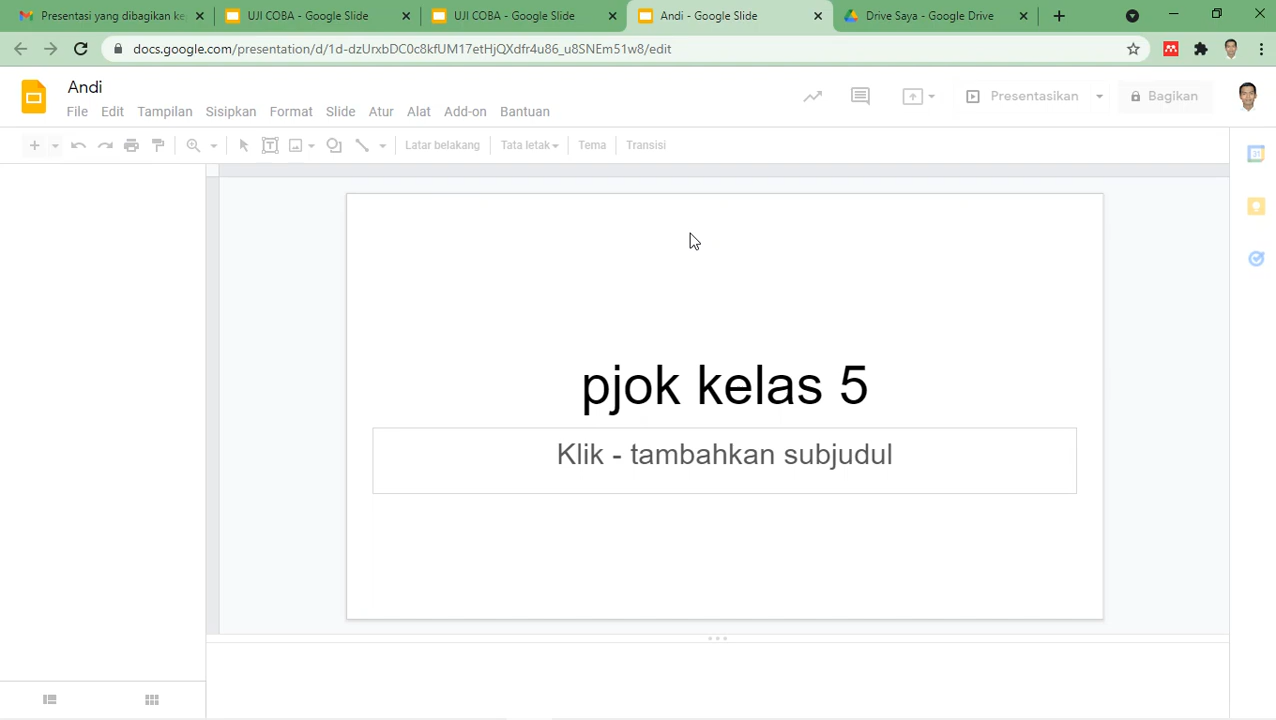 Presentasi yang dibagikan ke
UJI COBA - Google Slide
UJI COBA - Google Slide
Andi - Google Slide
Drive Saya - Google Drive
docs.google.com/presentation/d/1d-dzUrxbDC0c8kfUM17etHjQXdfr4u86_u8SNEm51w8/edit
Andi
File Edit Tampilan Sisipkan Format Slide Atur Alat Add-on Bantuan
Presentasikan
Bagikan
Latar belakang Tata letak Tema Transisi
31
pjok kelas 5
Klik - tambahkan subjudul